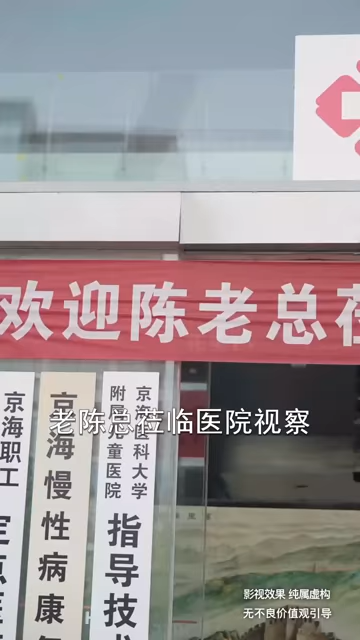 欢迎陈老总莅
京海职工
京海慢性病康
京海医科大学
附属儿童医院
指导技术
老陈总莅临医院视察
影视效果 纯属虚构
无不良价值观引导